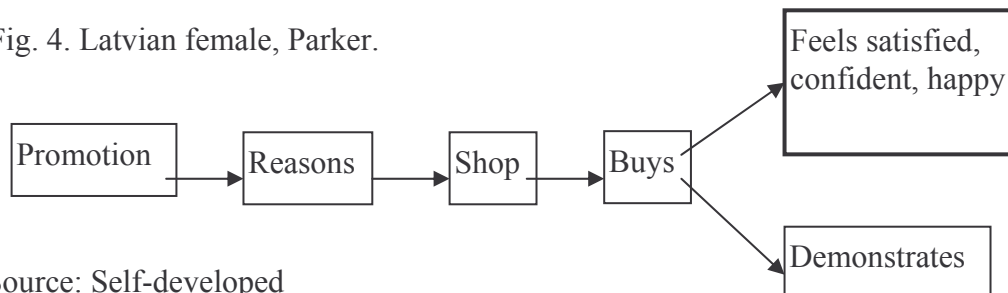 Fig. 4. Latvian female, Parker.
Feels satisfied,
confident, happy
Promotion
Reasons
Shop
Buys
Demonstrates
Source: Self-developed